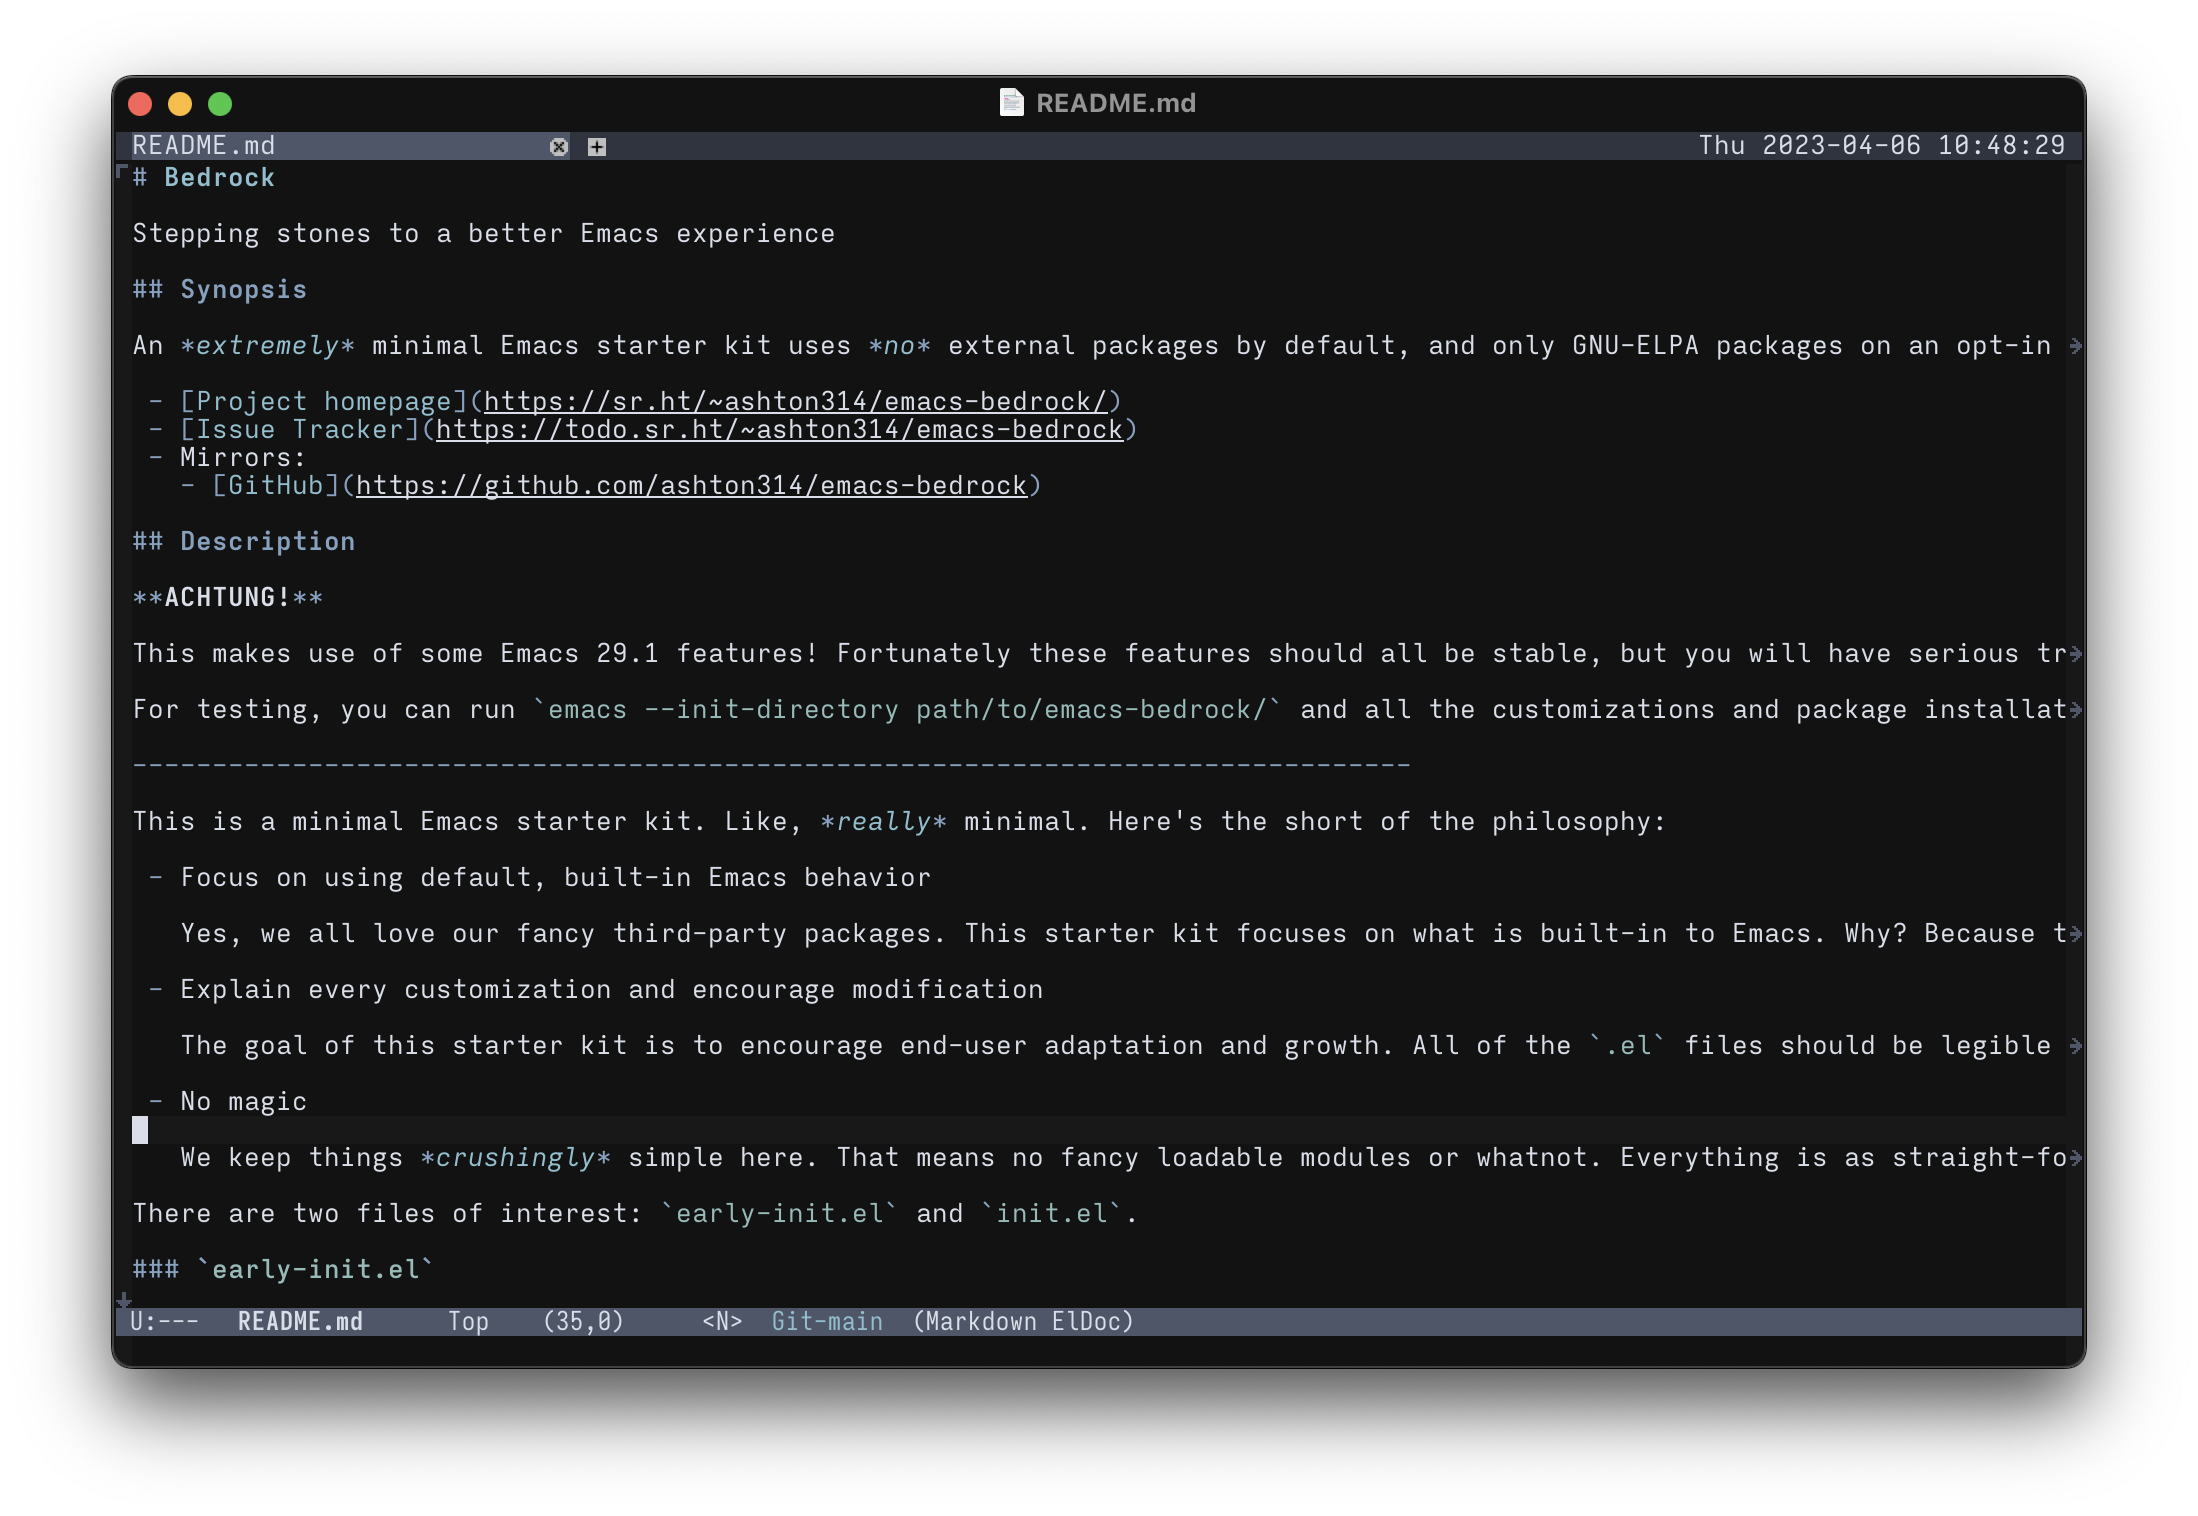 README.md
README.md Thu 2023-04-06 10:48:29
# Bedrock
Stepping stones to a better Emacs experience
## Synopsis
An *extremely* minimal Emacs starter kit uses *no* external packages by default, and only GNU-ELPA packages on an opt-in
- [Project homepage](https://sr.ht/~ashton314/emacs-bedrock/)
- [Issue Tracker](https://todo.sr.ht/~ashton314/emacs-bedrock)
- Mirrors:
- [GitHub](https://github.com/ashton314/emacs-bedrock)
## Description
**ACHTUNG!**
This makes use of some Emacs 29.1 features! Fortunately these features should all be stable, but you will have serious tr
For testing, you can run `emacs --init-directory path/to/emacs-bedrock/` and all the customizations and package installat
--------------------------------------------------------------------------------
This is a minimal Emacs starter kit. Like, *really* minimal. Here's the short of the philosophy:
- Focus on using default, built-in Emacs behavior
Yes, we all love our fancy third-party packages. This starter kit focuses on what is built-in to Emacs. Why? Because t
- Explain every customization and encourage modification
The goal of this starter kit is to encourage end-user adaptation and growth. All of the `.el` files should be legible
- No magic
We keep things *crushingly* simple here. That means no fancy loadable modules or whatnot. Everything is as straight-fo
There are two files of interest: `early-init.el` and `init.el`.
### `early-init.el`
U:--- README.md Top (35,0) <N> Git-main (Markdown ElDoc)